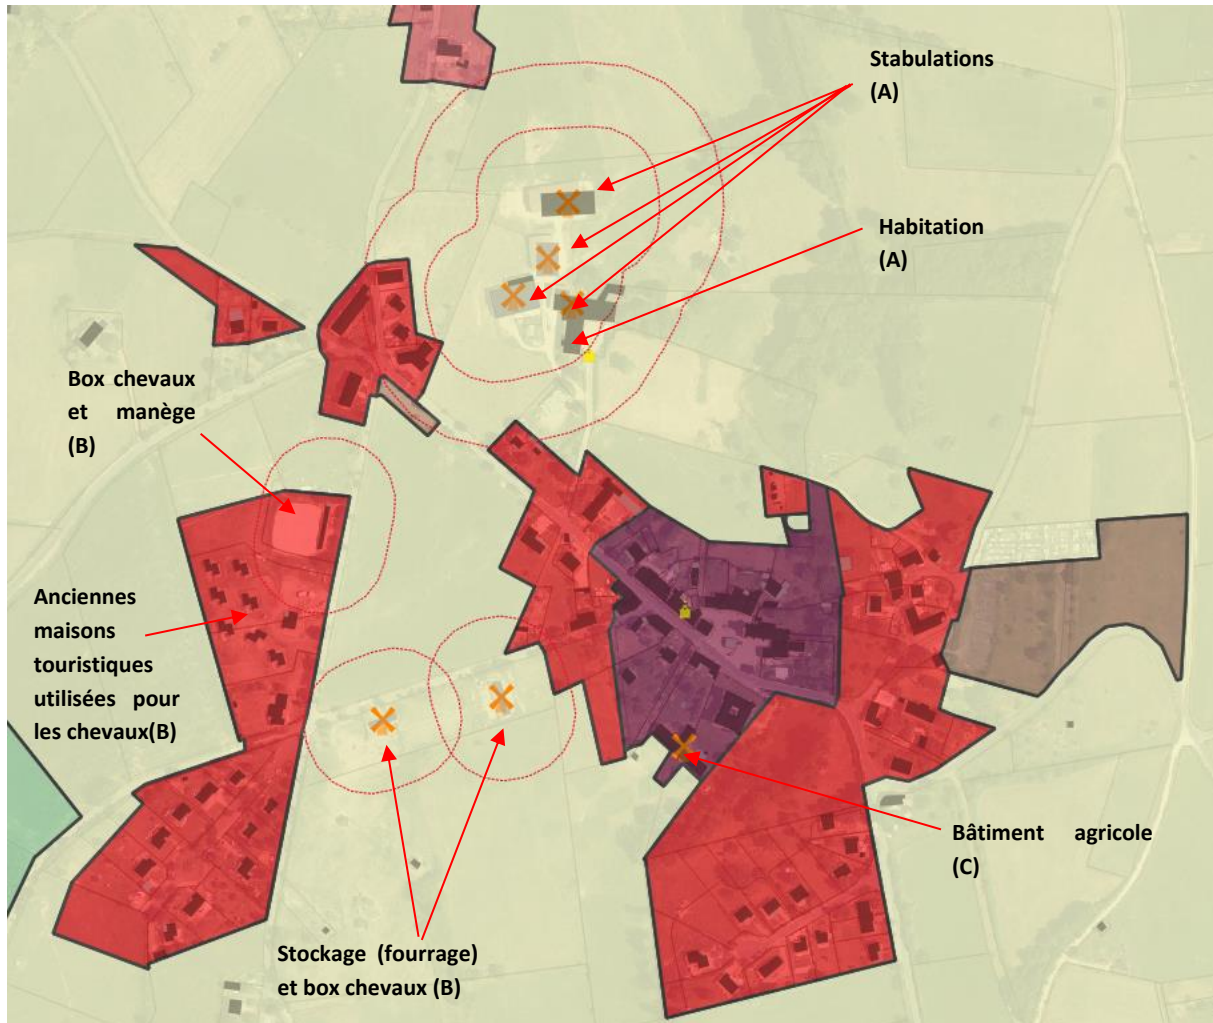 Stabulations
(A)
Habitation
(A)
Box chevaux
et manège
(B)
Anciennes
maisons
touristiques
utilisées pour
les chevaux(B)
Bâtiment agricole
(C)
Stockage (fourrage)
et box chevaux (B)